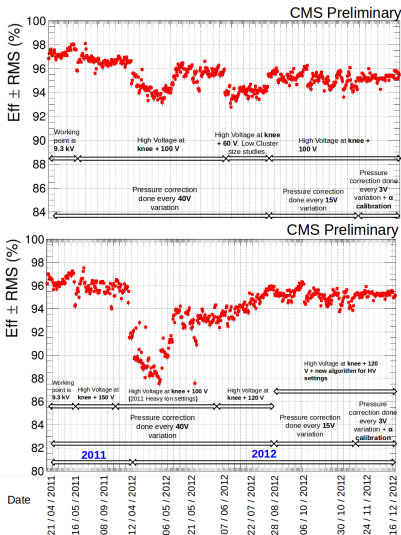 CMS Preliminary
Eff ± RMS (%)
100
98
96
94
92
90
88
86
84
Working
point is
9.3 kV
High Voltage at
knee + 100 V
High Voltage at knee
+ 60 V. Low Cluster
size studies.
High Voltage at knee +
100 V
Pressure correction
done every 40V
variation
Pressure correction
done every 15V
variation
Pressure
correction done
every 3V
variation + α
calibration
CMS Preliminary
Eff ± RMS (%)
100
98
96
94
92
90
88
86
84
82
80
Working
point is
9.3 kV
High Voltage at
knee + 150 V
High Voltage at knee + 100 V
(2011 Heavy Ion settings)
High Voltage at
knee + 120 V
High Voltage at knee + 120
V + new algorithm for HV
settings
Pressure correction
done every 40V
variation
Pressure correction
done every 15V
variation
Pressure
correction done
every 3V
variation + α
calibration
2011
2012
Date
21 / 04 / 2011
16 / 05 / 2011
08 / 09 / 2011
12 / 04 / 2012
06 / 05 / 2012
21 / 05 / 2012
07 / 06 / 2012
22 / 07 / 2012
28 / 08 / 2012
06 / 10 / 2012
30 / 10 / 2012
24 / 11 / 2012
16 / 12 / 2012